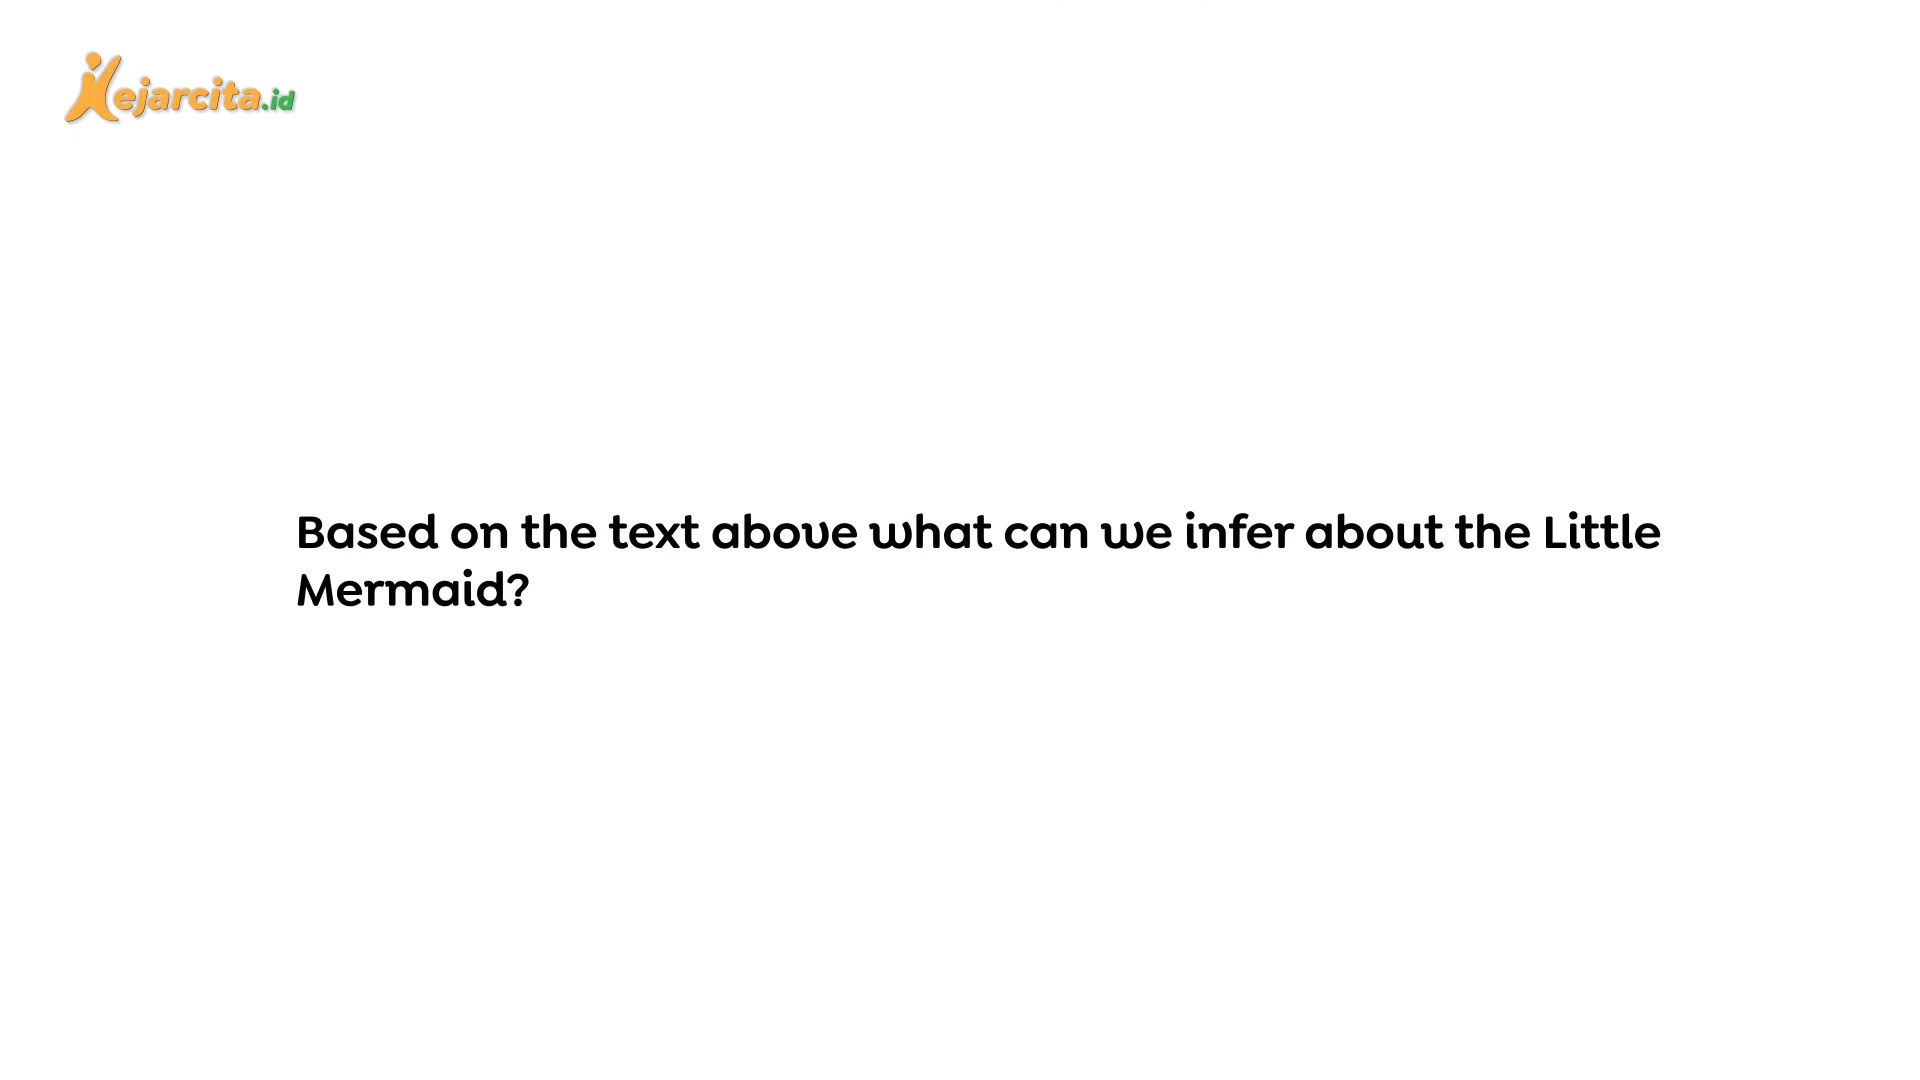 Kejarcita.id
Based on the text above what can we infer about the Little
Mermaid?